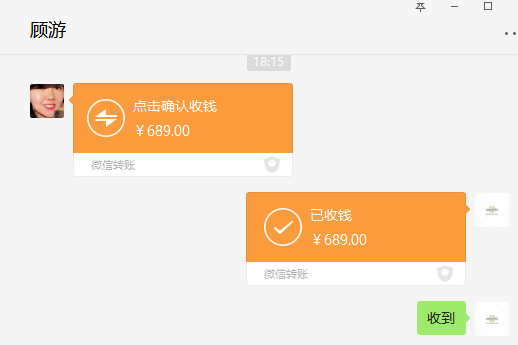 顾游
18:15
点击确认收钱
￥689.00
微信转账
已收钱
￥689.00
微信转账
收到